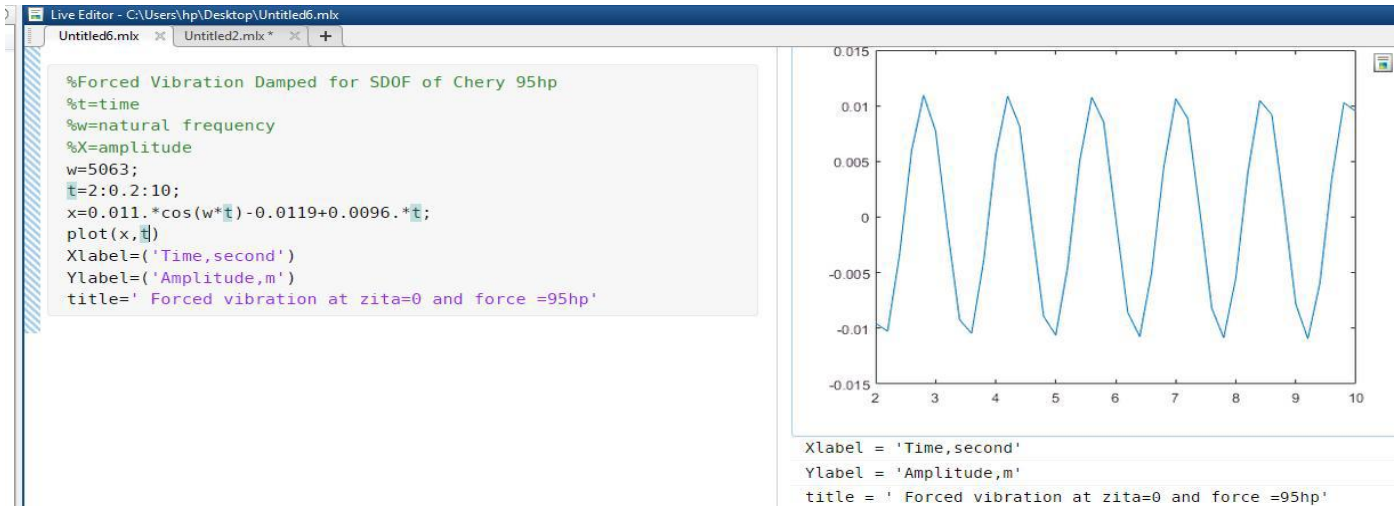 Live Editor - C:\Users\hp\Desktop\Untitled6.mlx
Untitled6.mlx Untitled2.mlx * +
%Forced Vibration Damped for SDOF of Chery 95hp
%t=time
%w=natural frequency
%X=amplitude
w=5063;
t=2:0.2:10;
x=0.011.*cos(w*t)-0.0119+0.0096.*t;
plot(x,t)
Xlabel=('Time,second')
Ylabel=('Amplitude,m')
title=' Forced vibration at zita=0 and force =95hp'
0.015
0.01
0.005
0
-0.005
-0.01
-0.015
2 3 4 5 6 7 8 9 10
Xlabel = 'Time,second'
Ylabel = 'Amplitude,m'
title = ' Forced vibration at zita=0 and force =95hp'